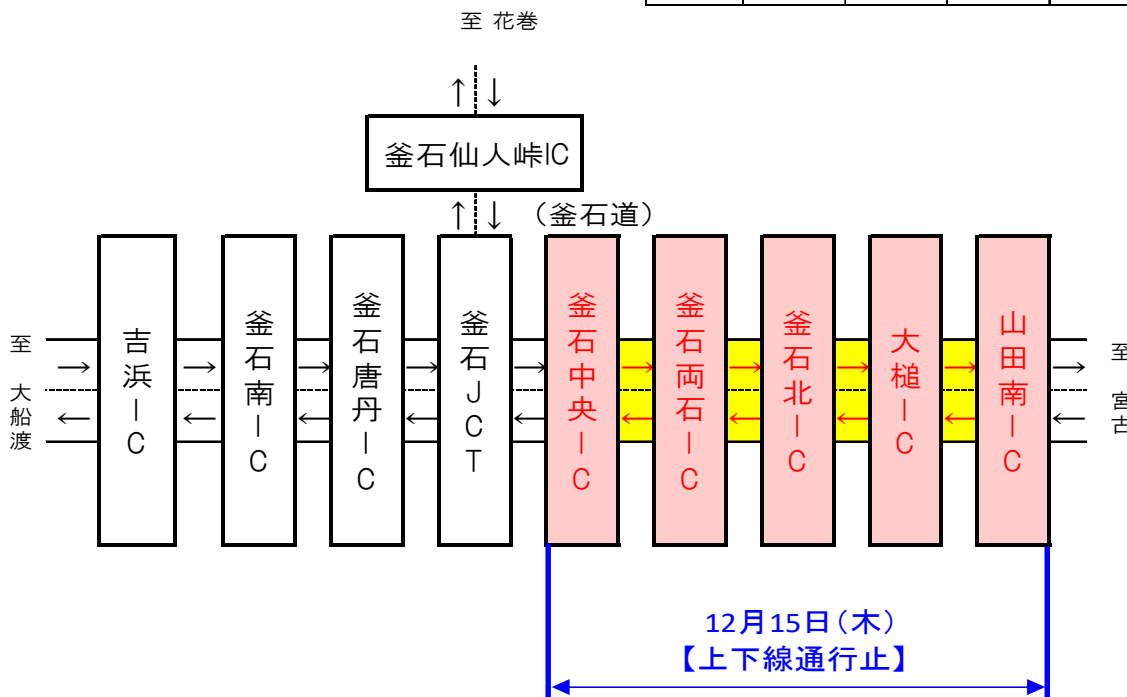 至 花巻
↑ ↓
釜石仙人峠IC
↑ ↓ (釜石道)
至 大船渡
→ ←
吉浜IC
→ ←
釜石南IC
→ ←
釜石唐丹IC
→ ←
釜石JCT
→ ←
釜石中央IC
→ ←
釜石両石IC
→ ←
釜石北IC
→ ←
大槌IC
→ ←
山田南IC
→ ←
至 宮古
12月15日(木)
【上下線通行止】